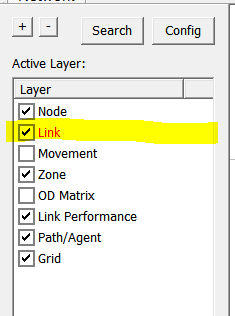 + - Search Config
Active Layer:
Layer
Node
Link
Movement
Zone
OD Matrix
Link Performance
Path/Agent
Grid